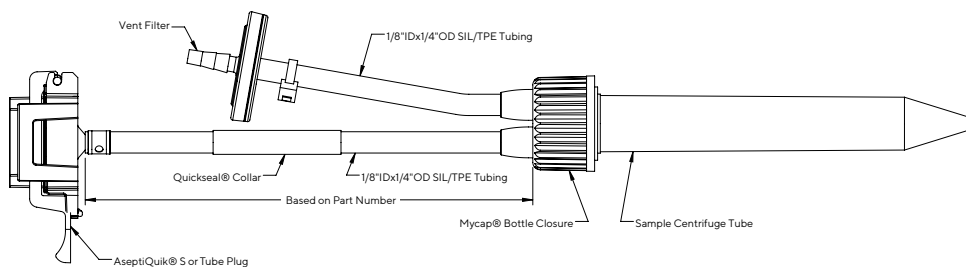 Vent Filter
1/8"IDx1/4"OD SIL/TPE Tubing
Quickseal® Collar
1/8"IDx1/4"OD SIL/TPE Tubing
Based on Part Number
Mycap® Bottle Closure
Sample Centrifuge Tube
AseptiQuik® S or Tube Plug